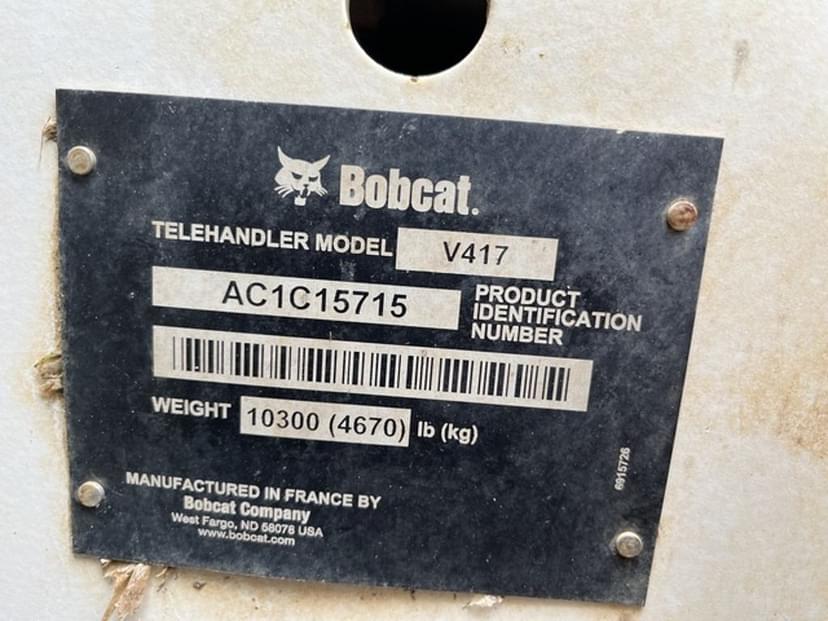 Bobcat.
TELEHANDLER MODEL V417
AC1C15715 PRODUCT IDENTIFICATION NUMBER
WEIGHT 10300 (4670) lb (kg)
6915726
MANUFACTURED IN FRANCE BY
Bobcat Company
West Fargo, ND 58078 USA
www.bobcat.com